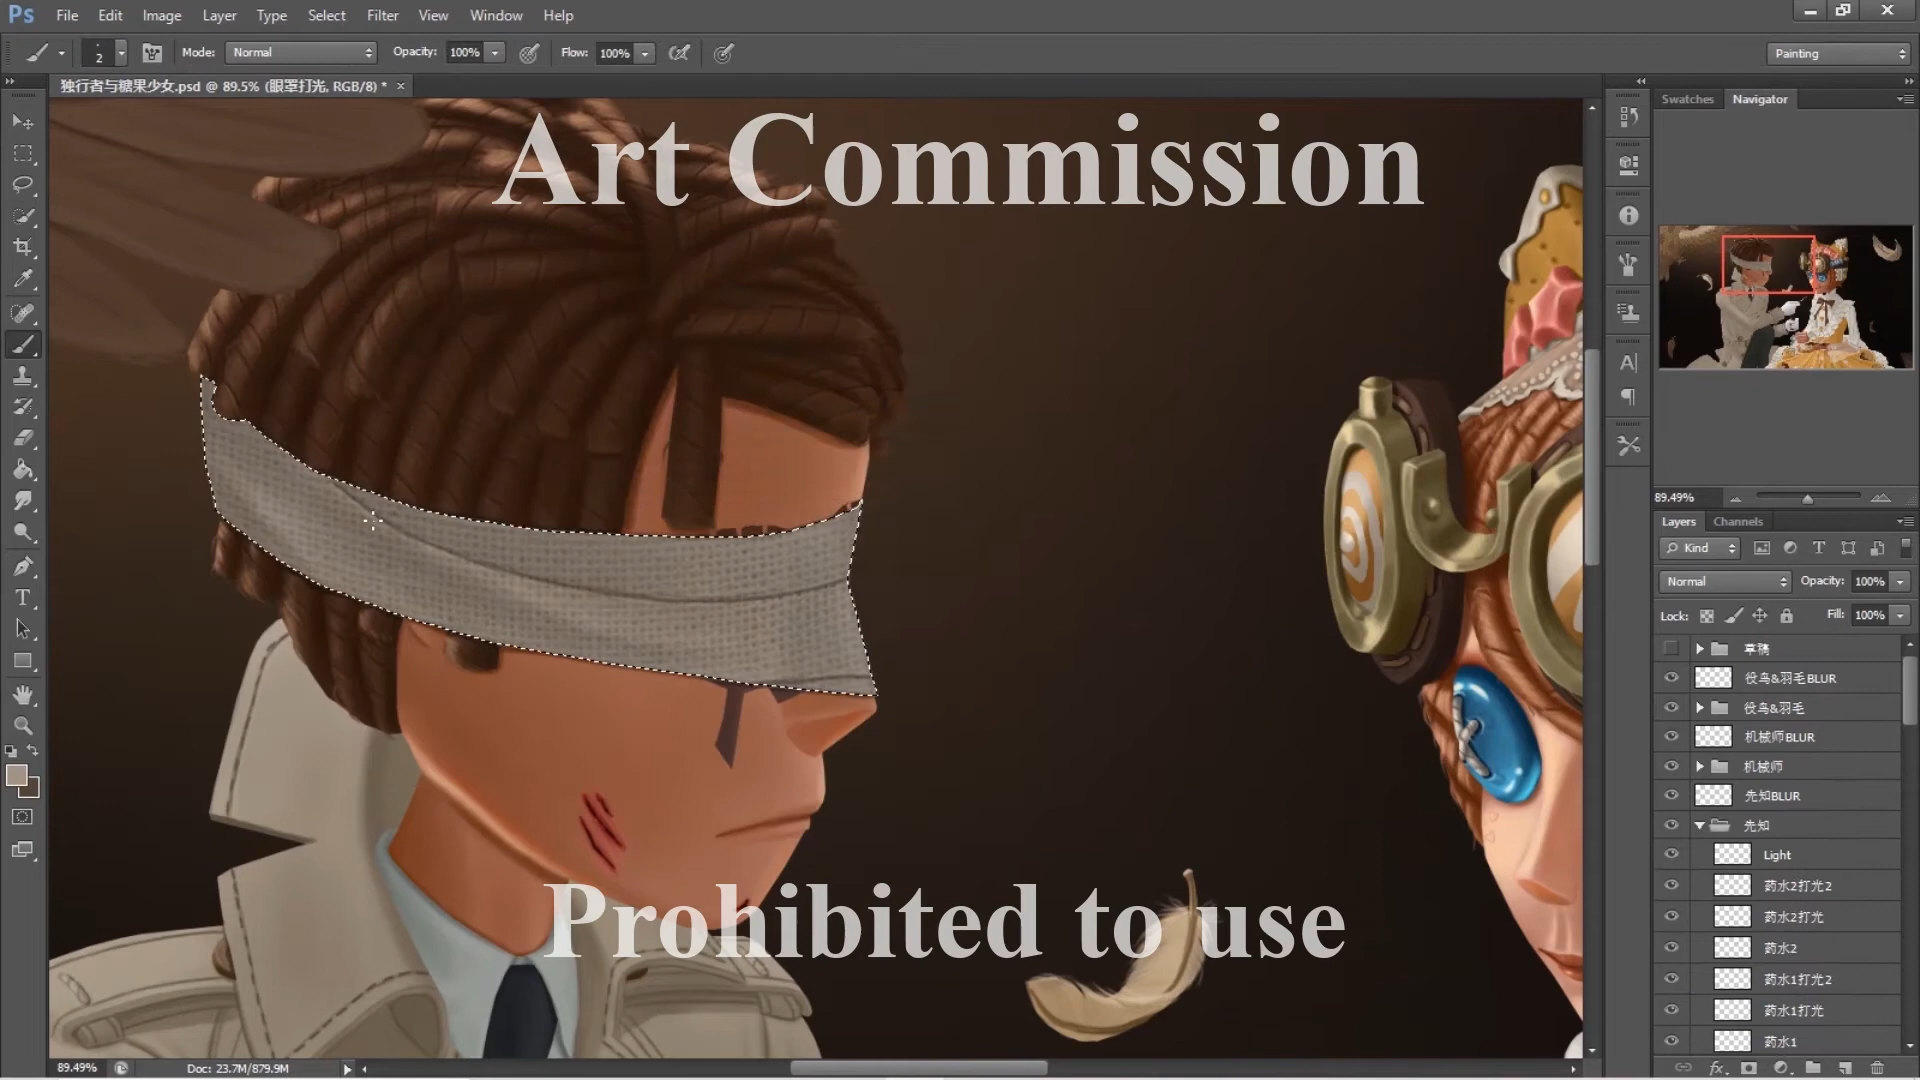 Ps File Edit Image Layer Type Select Filter View Window Help
2 Mode: Normal Opacity: 100% Flow: 100% Painting
独行者与糖果少女.psd @ 89.5% (眼罩打光, RGB/8) * ×
Swatches Navigator
Art Commission
89.49%
Layers Channels
Kind
Normal Opacity: 100%
Lock: Fill: 100%
草稿
役鸟&羽毛BLUR
役鸟&羽毛
机械师BLUR
机械师
先知BLUR
先知
Light
药水2打光2
药水2打光
药水2
药水1打光2
药水1打光
药水1
Prohibited to use
89.49% Doc: 23.7M/879.9M